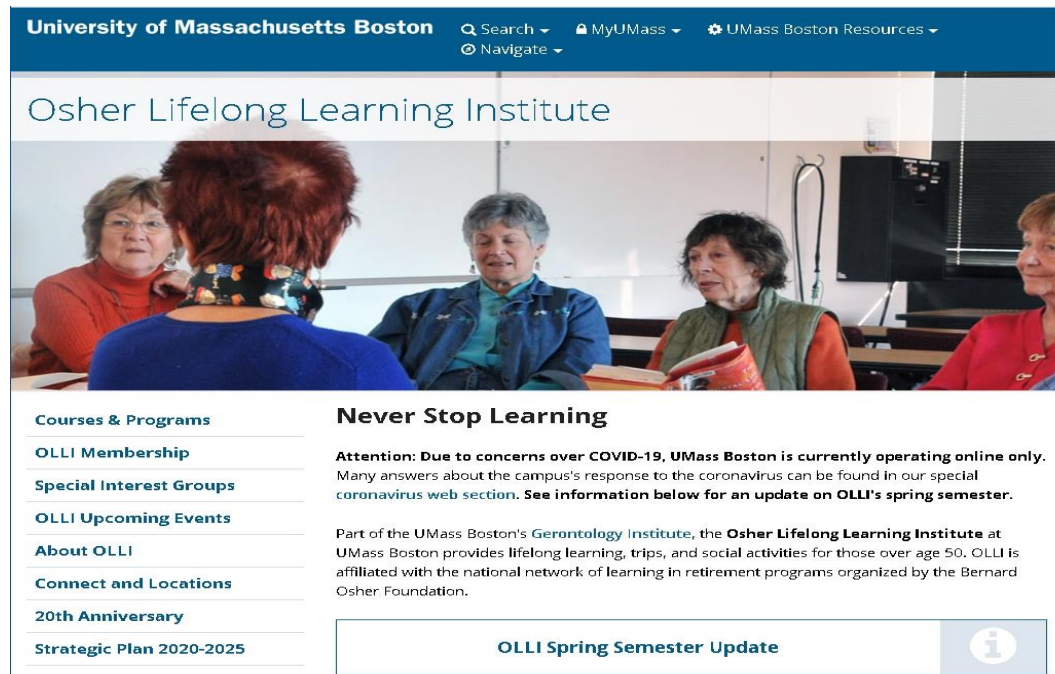 University of Massachusetts Boston
Search
MyUMass
UMass Boston Resources
Navigate
Osher Lifelong Learning Institute
Courses & Programs
OLLI Membership
Special Interest Groups
OLLI Upcoming Events
About OLLI
Connect and Locations
20th Anniversary
Strategic Plan 2020-2025
Never Stop Learning
Attention: Due to concerns over COVID-19, UMass Boston is currently operating online only.
Many answers about the campus's response to the coronavirus can be found in our special
coronavirus web section. See information below for an update on OLLI's spring semester.
Part of the UMass Boston's Gerontology Institute, the Osher Lifelong Learning Institute at
UMass Boston provides lifelong learning, trips, and social activities for those over age 50. OLLI is
affiliated with the national network of learning in retirement programs organized by the Bernard
Osher Foundation.
OLLI Spring Semester Update